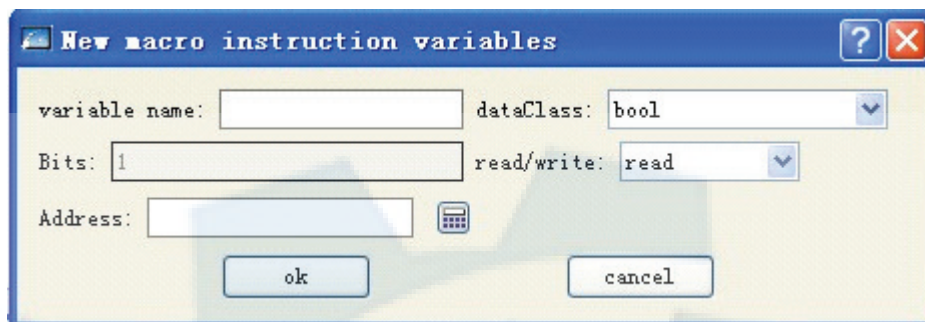 New macro instruction variables
variable name: dataClass: bool
Bits: 1 read/write: read
Address:
ok cancel